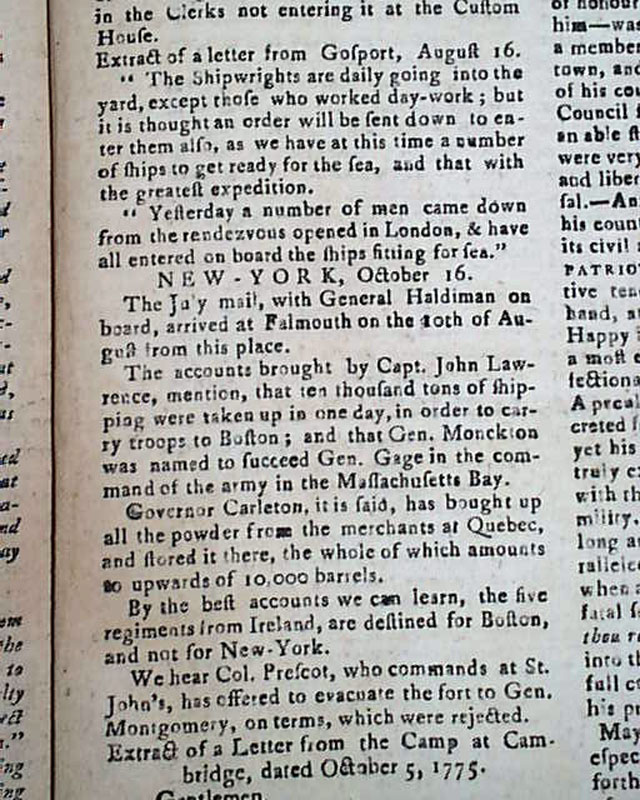 in the Clerks not entering it at the Cuſtom
Houſe.
Extract of a letter from Goſport, Auguſt 16.
“ The Shipwrights are daily going into the
yard, except thoſe who worked day-work ; but
it is thought an order will be ſent down to en-
ter them alſo, as we have at this time a number
of ſhips to get ready for the ſea, and that with
the greateſt expedition.
“ Yeſterday a number of men came down
from the rendezvous opened in London, & have
all entered on board the ſhips fitting for ſea.”
NEW-YORK, October 16.
The Ju'y mail, with General Haldiman on
board, arrived at Falmouth on the 10th of Au-
guſt from this place.
The accounts brought by Capt. John Law-
rence, mention, that ten thouſand tons of ſhip-
ping were taken up in one day, in order to car-
ry troops to Boſton ; and that Gen. Monckton
was named to ſucceed Gen. Gage in the com-
mand of the army in the Maſſachuſetts Bay.
Governor Carleton, it is ſaid, has bought up
all the powder from the merchants at Quebec,
and ſtored it there, the whole of which amounts
to upwards of 10,000 barrels.
By the beſt accounts we can learn, the five
regiments from Ireland, are deſtined for Boſton,
and not for New-York.
We hear Col. Preſcot, who commands at St.
John's, has offered to evacuate the fort to Gen.
Montgomery, on terms, which were rejected.
Extract of a Letter from the Camp at Cam-
bridge, dated October 5, 1775.
Gentlemen,
him—was
a member
town, and
of his cou
Council
an able
were very
and liber
ſal.—An
his coun
its civil
PATRIO
tive
hand,
Happy
a moſt
A
yet his
truly
with th
long
when
into th
full
his
May